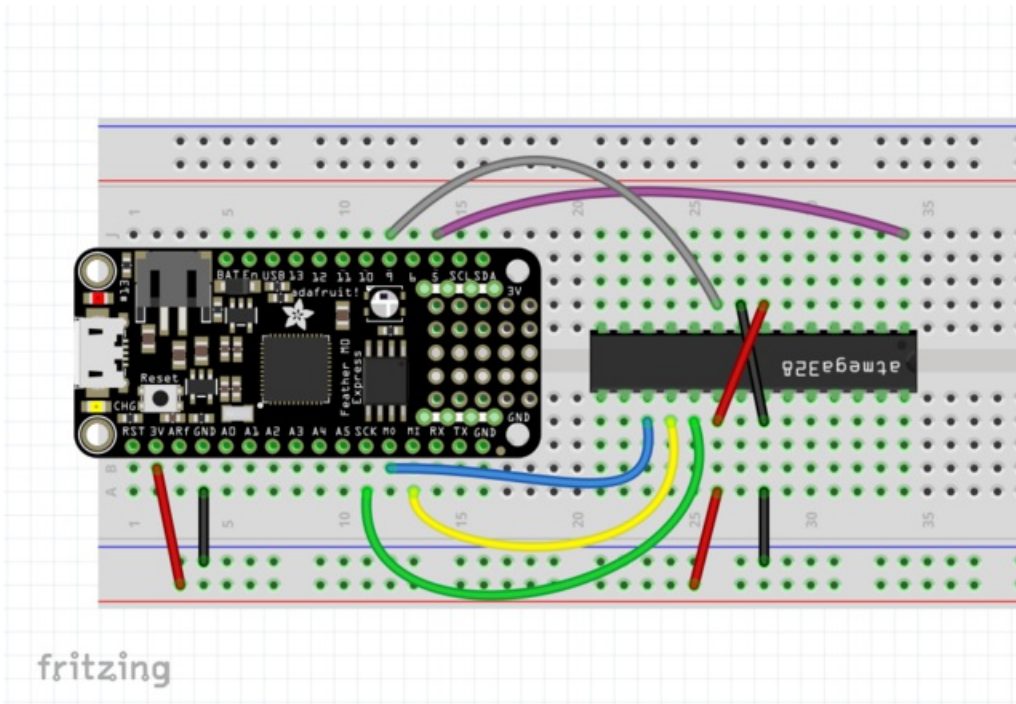 1 5 10 15 20 25 30 35
J
BAT En USB 13 12 11 10 9 6 5 SCL SDA
#13
adafruit!
3V
Feather M0
Express
atmega328
Reset
CHG
GND
RST 3V ARf GND A0 A1 A2 A3 A4 A5 SCK MO MI RX TX GND
B
A
1 5 10 15 20 25 30 35
fritzing